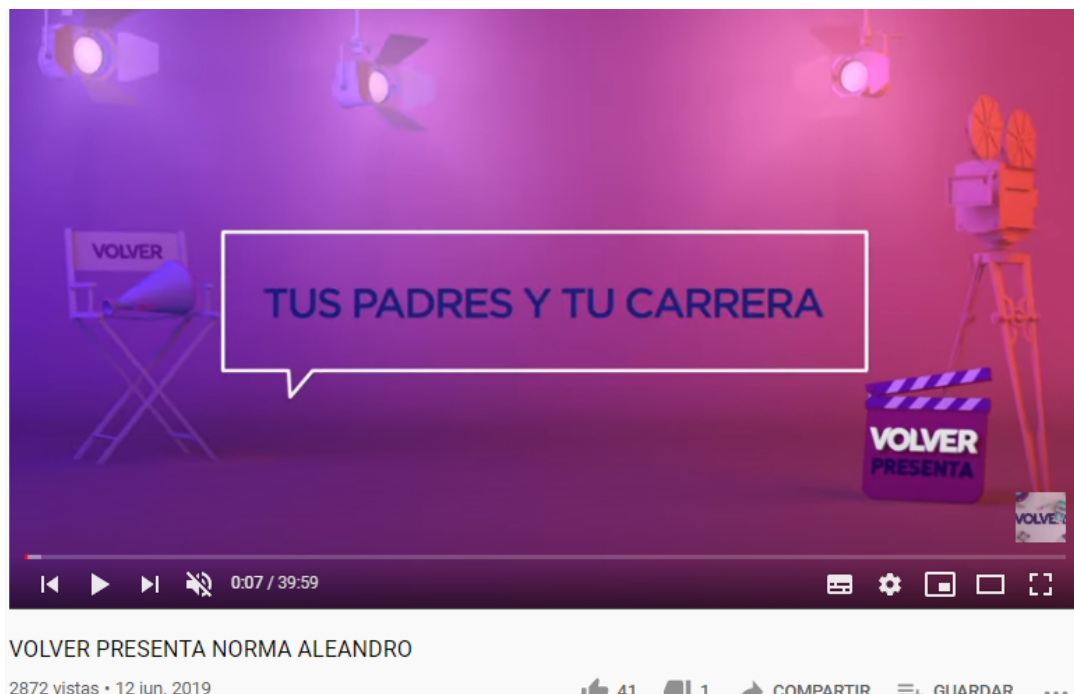 VOLVER
TUS PADRES Y TU CARRERA
VOLVER
PRESENTA
VOLVE
0:07 / 39:59
VOLVER PRESENTA NORMA ALEANDRO
2872 vistas • 12 jun. 2019
41 1 COMPARTIR GUARDAR